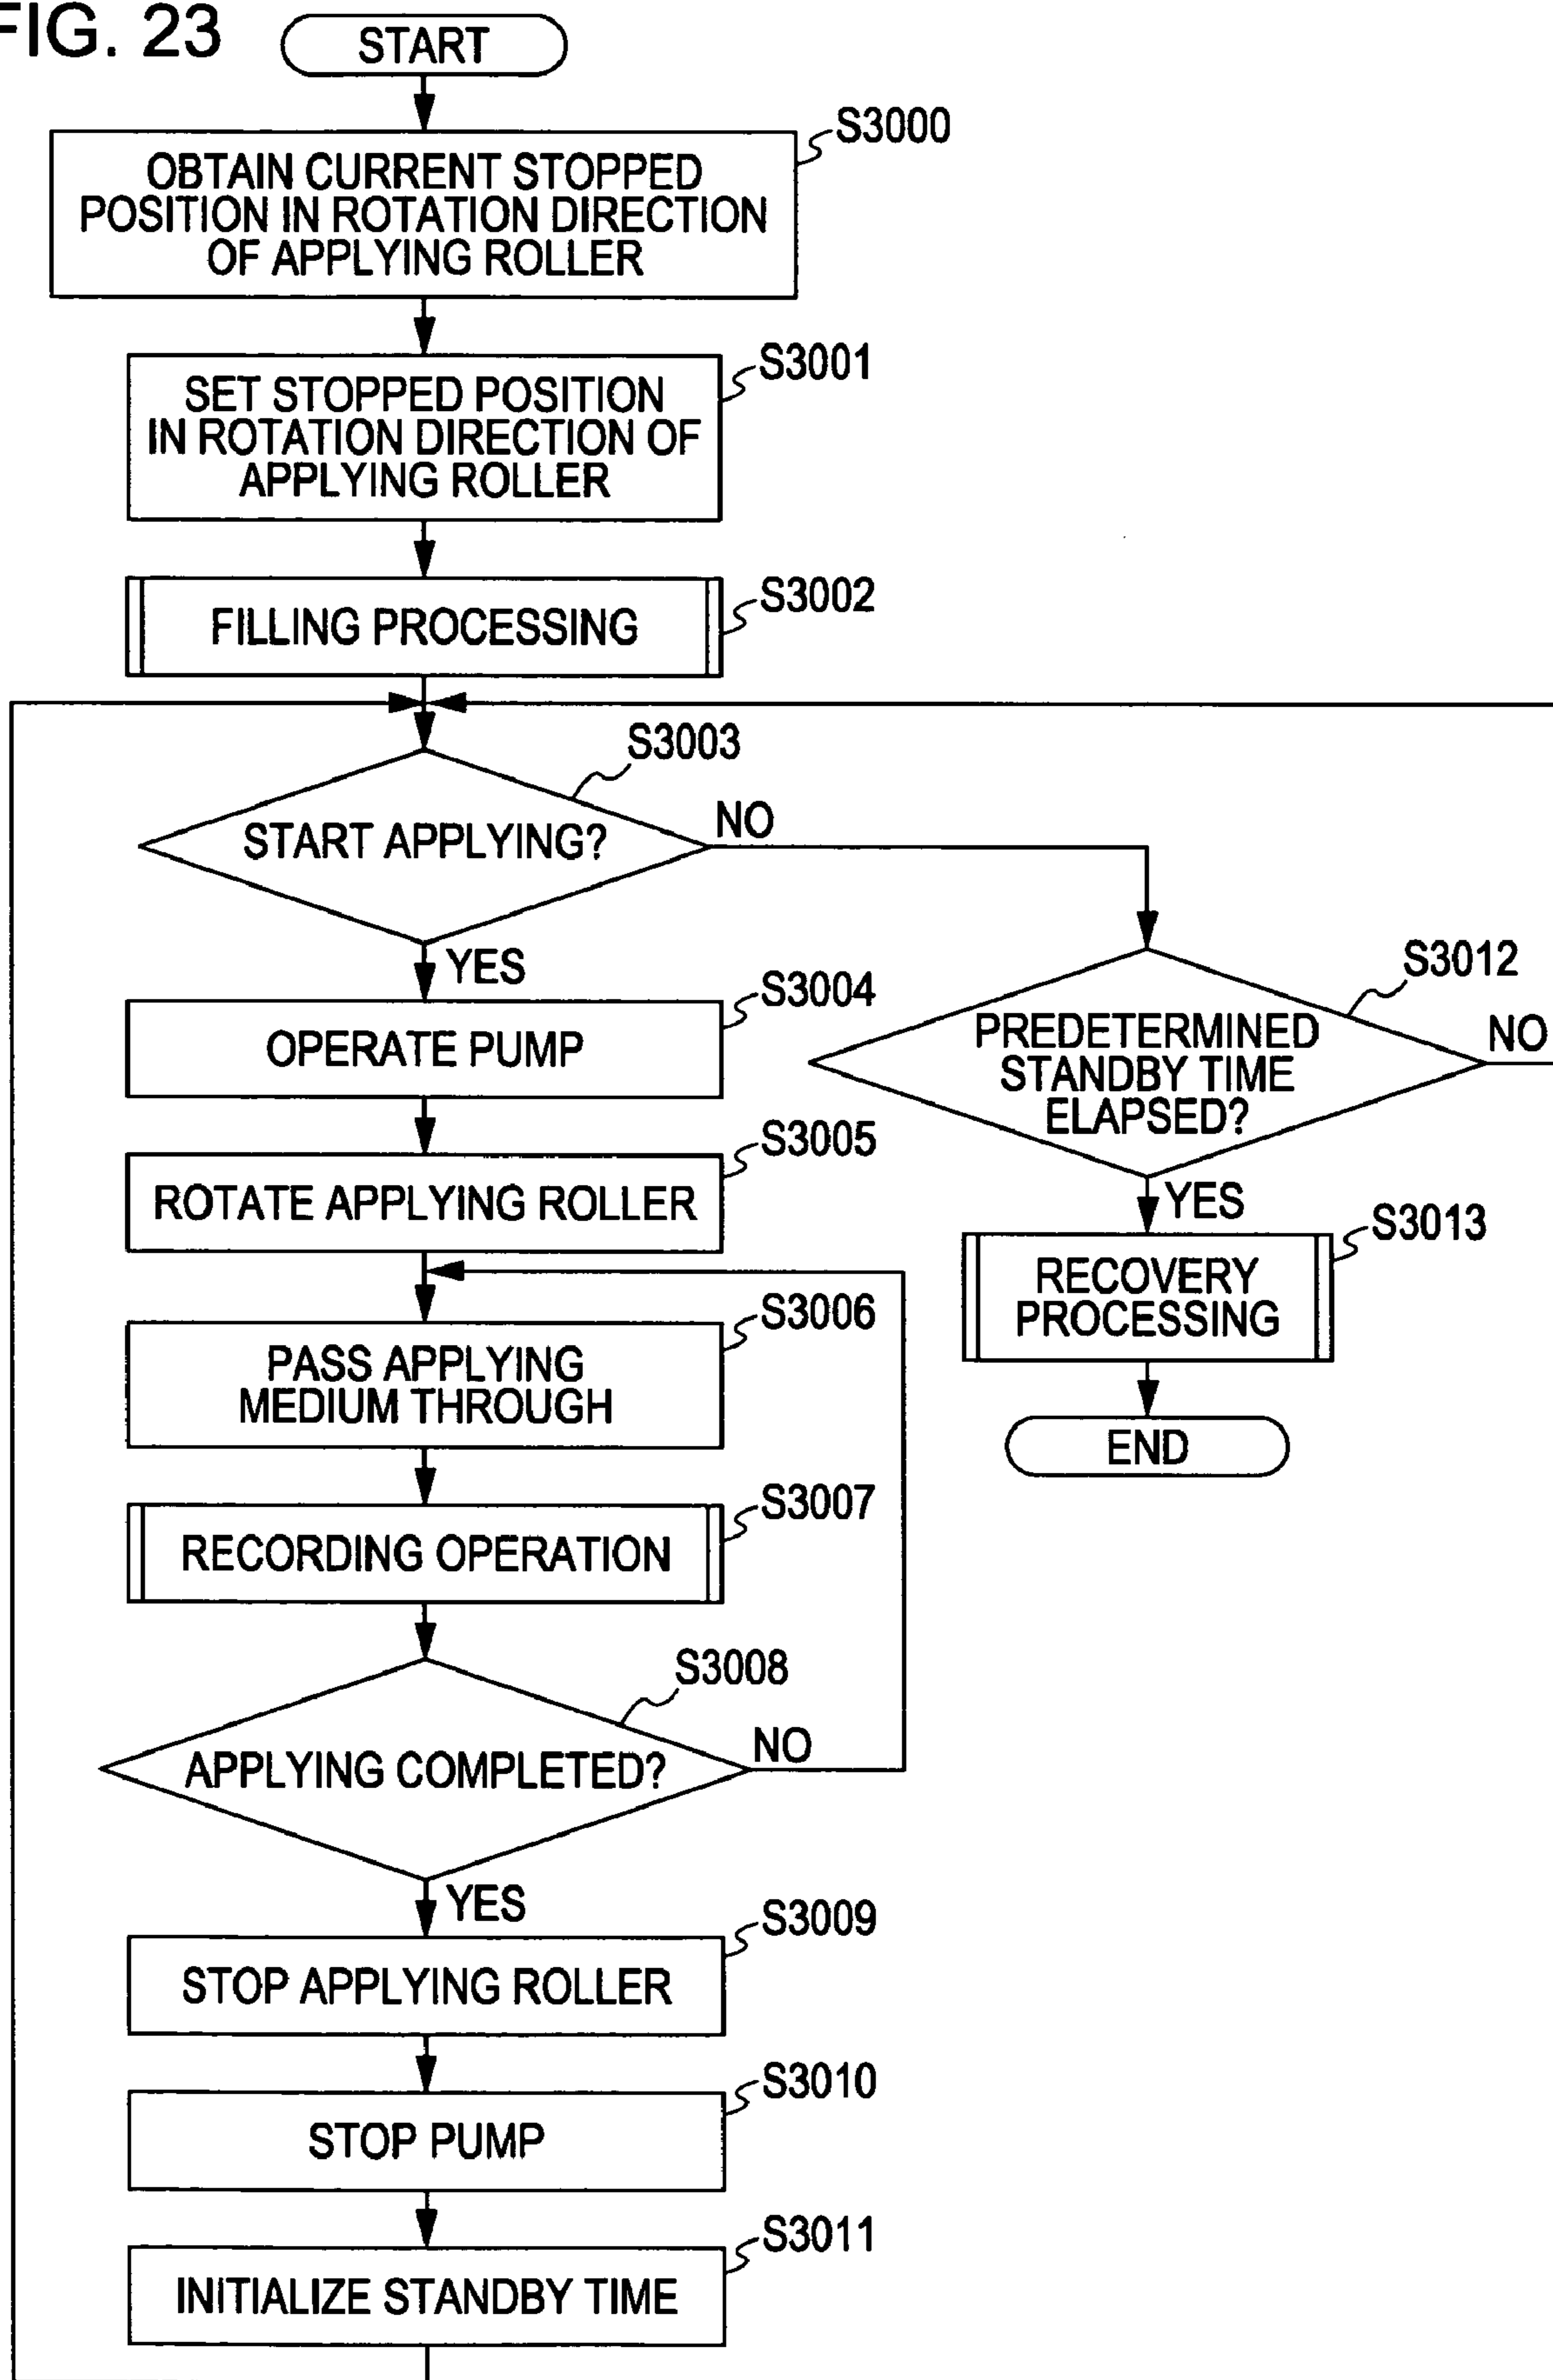 FIG. 23
START
S3000
OBTAIN CURRENT STOPPED
POSITION IN ROTATION DIRECTION
OF APPLYING ROLLER
S3001
SET STOPPED POSITION
IN ROTATION DIRECTION OF
APPLYING ROLLER
S3002
FILLING PROCESSING
S3003
START APPLYING?
NO
YES
S3004
OPERATE PUMP
S3005
ROTATE APPLYING ROLLER
S3006
PASS APPLYING
MEDIUM THROUGH
S3007
RECORDING OPERATION
S3008
APPLYING COMPLETED?
NO
YES
S3009
STOP APPLYING ROLLER
S3010
STOP PUMP
S3011
INITIALIZE STANDBY TIME
S3012
PREDETERMINED
STANDBY TIME
ELAPSED?
NO
YES
S3013
RECOVERY
PROCESSING
END